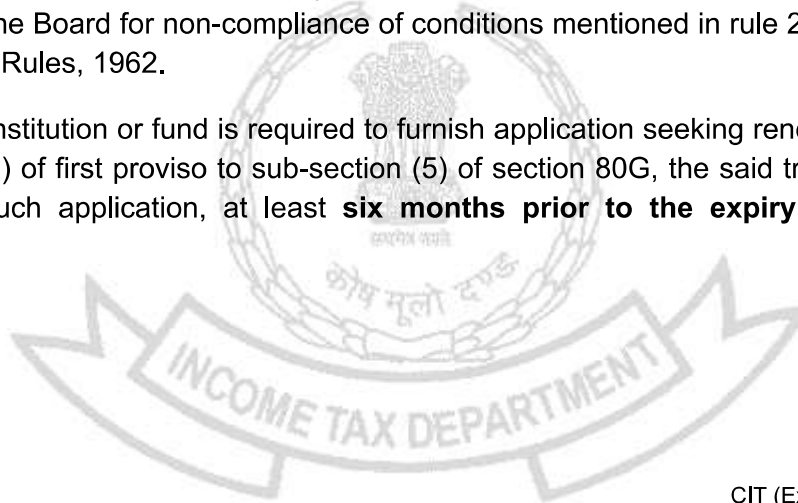 ne Board for non-compliance of conditions mentioned in rule 2
Rules, 1962.
nstitution or fund is required to furnish application seeking rene
) of first proviso to sub-section (5) of section 80G, the said tr
uch application, at least six months prior to the expiry
सत्यमेव जयते
कोष मूलो दण्डः
INCOME TAX DEPARTMENT
CIT (E